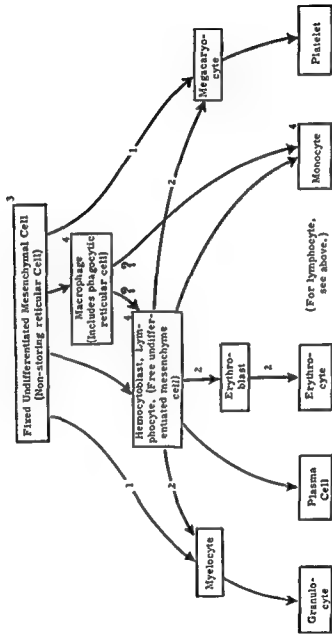 3
Fixed Undifferentiated Mesenchymal Cell
(Non-storing reticular Cell)
4
Macrophage
(Includes phagocytic
reticular cell)
1
1
?
?
4
Hemocytoblast, Lym-
phocyte, (Free undiffer-
entiated mesenchyme
cell)
Megacaryo-
cyte
2
2
2
Myelocyte
Erythro-
blast
2
4
Granulo-
cyte
Plasma
Cell
Erythro-
cyte
(For lymphocyte,
see above.)
Monocyte
Platelet